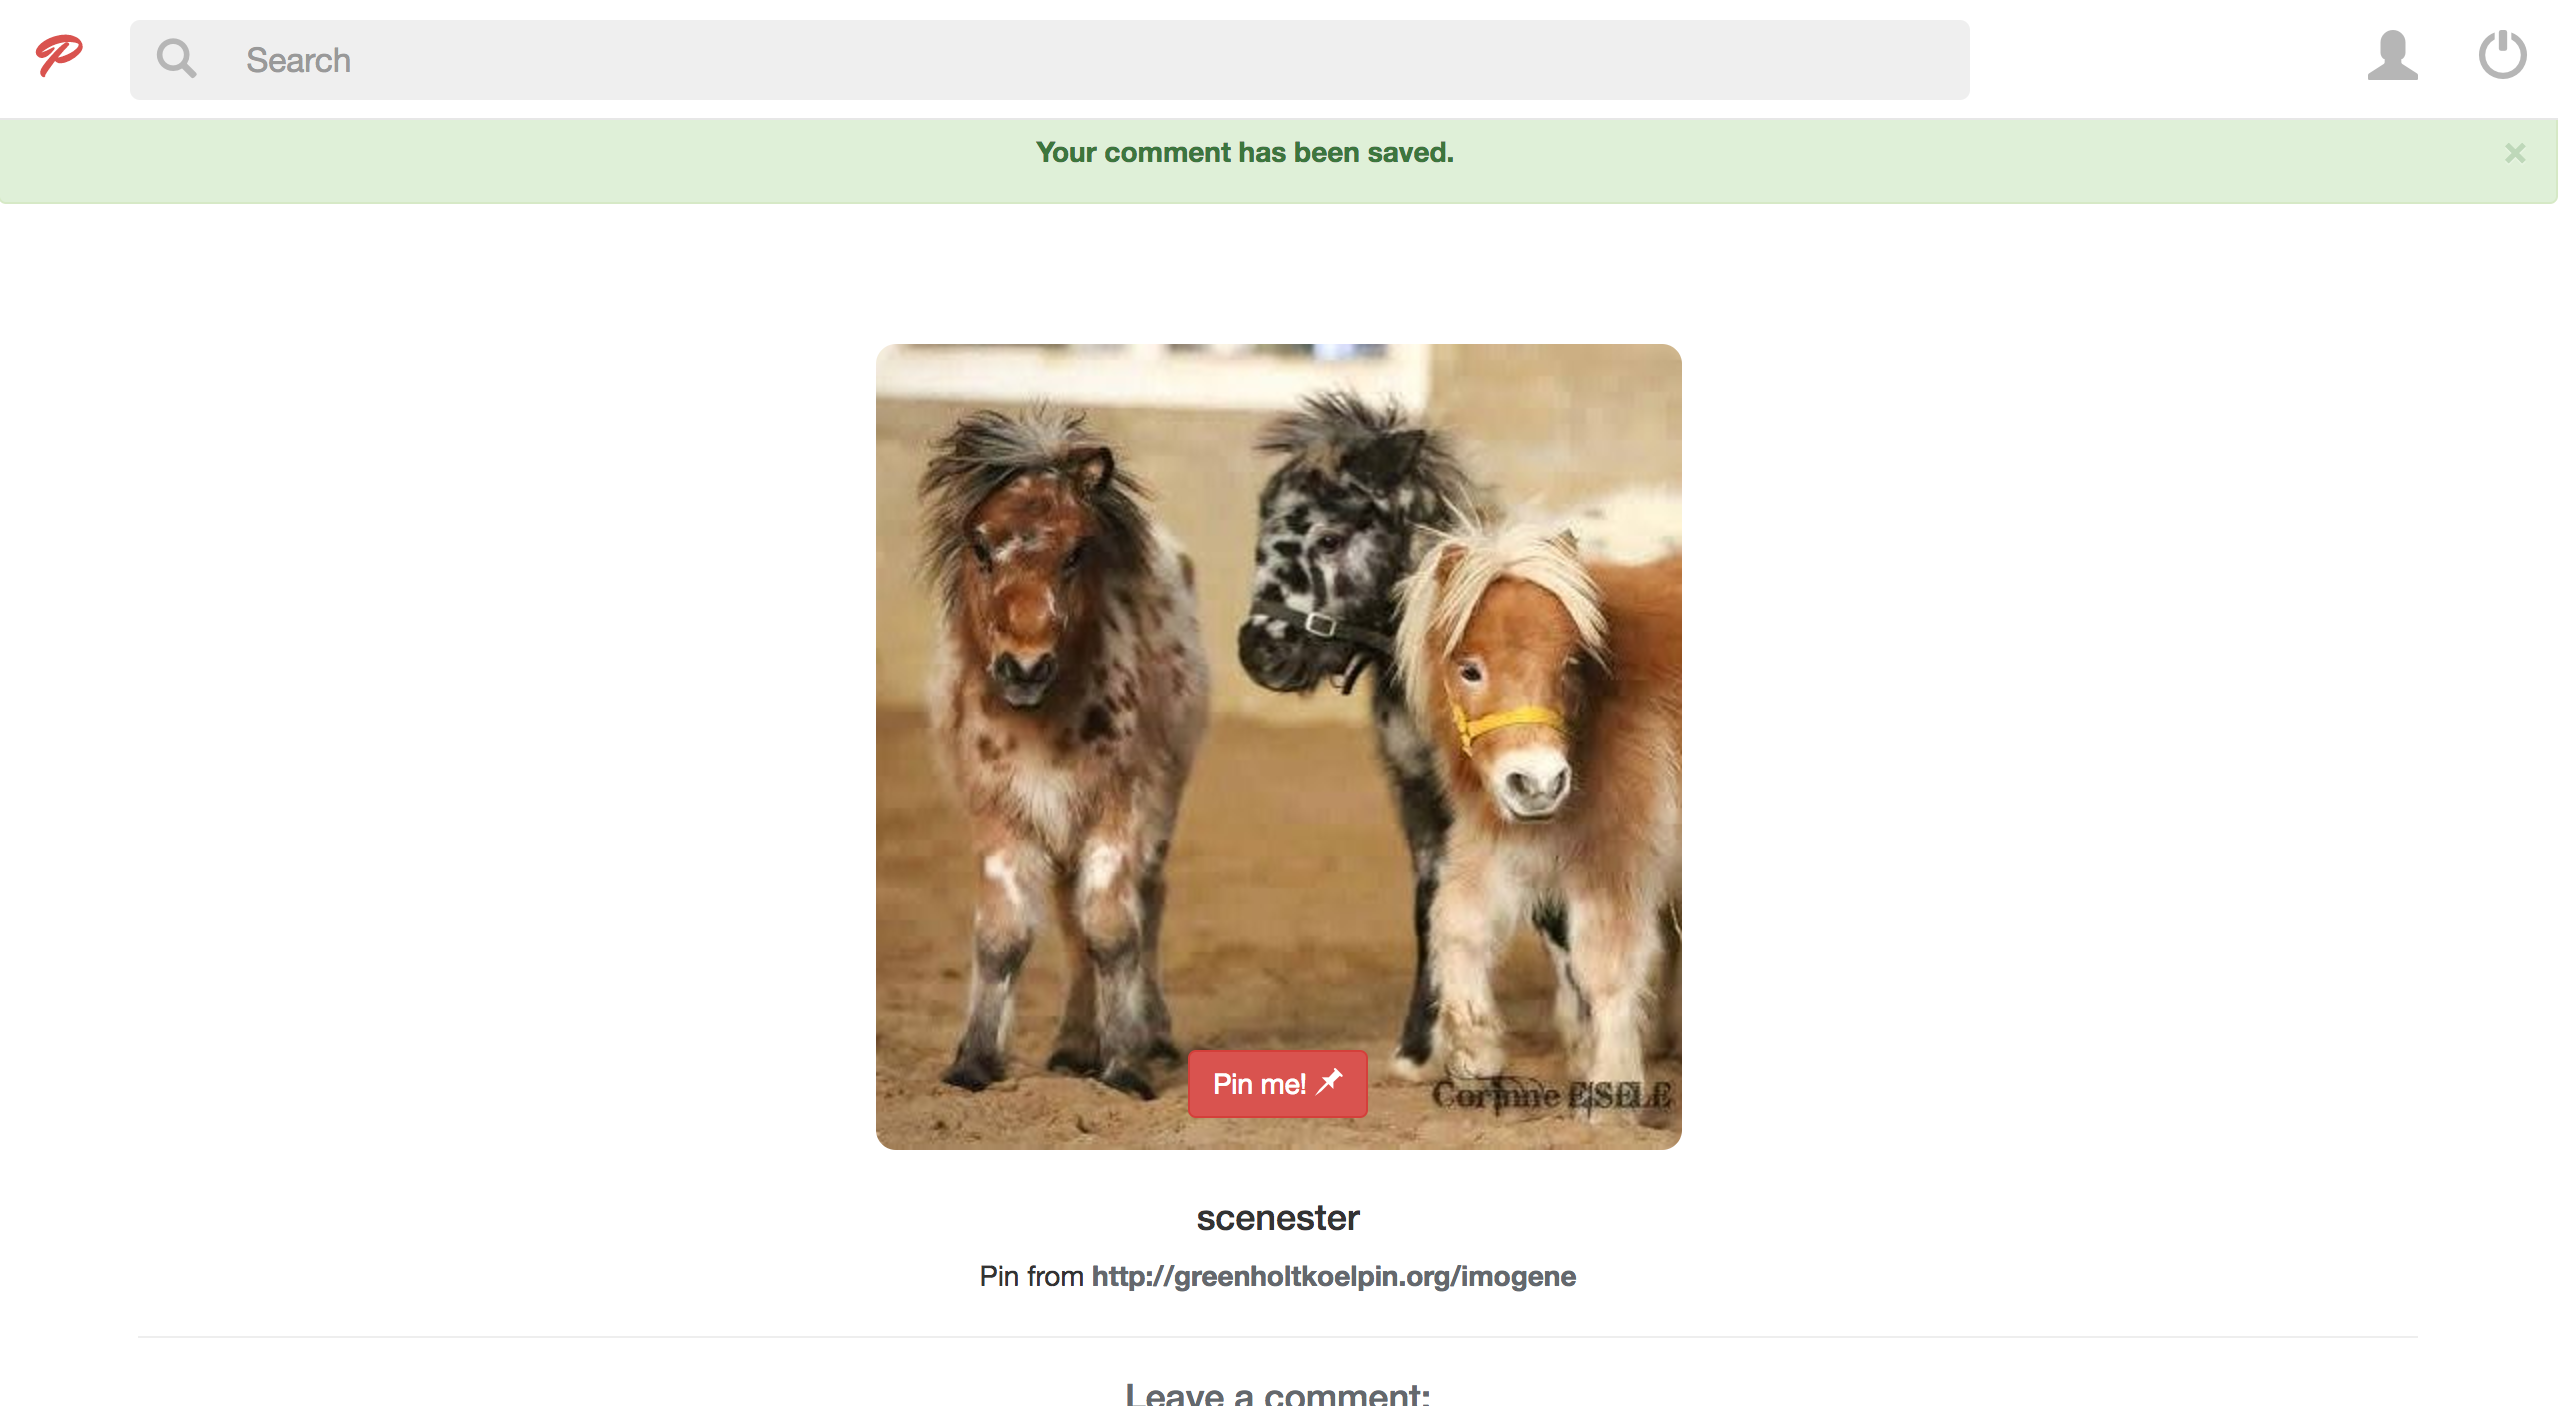 Search
Your comment has been saved.
×
Pin me!
Corinne EISELE
scenester
Pin from http://greenholtkoelpin.org/imogene
Leave a comment: